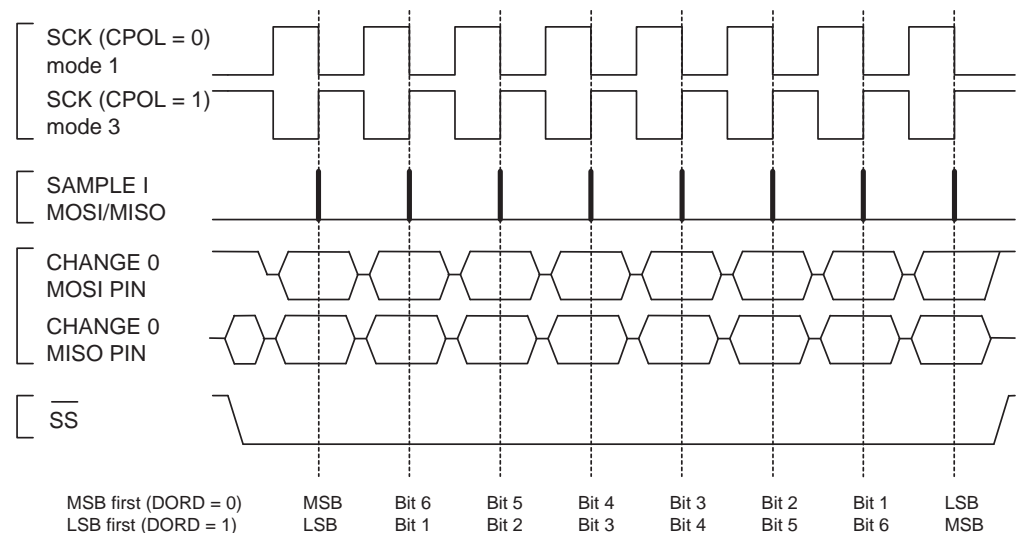 SCK (CPOL = 0)
mode 1
SCK (CPOL = 1)
mode 3
SAMPLE I
MOSI/MISO
CHANGE 0
MOSI PIN
CHANGE 0
MISO PIN
SS
MSB first (DORD = 0) MSB Bit 6 Bit 5 Bit 4 Bit 3 Bit 2 Bit 1 LSB
LSB first (DORD = 1) LSB Bit 1 Bit 2 Bit 3 Bit 4 Bit 5 Bit 6 MSB